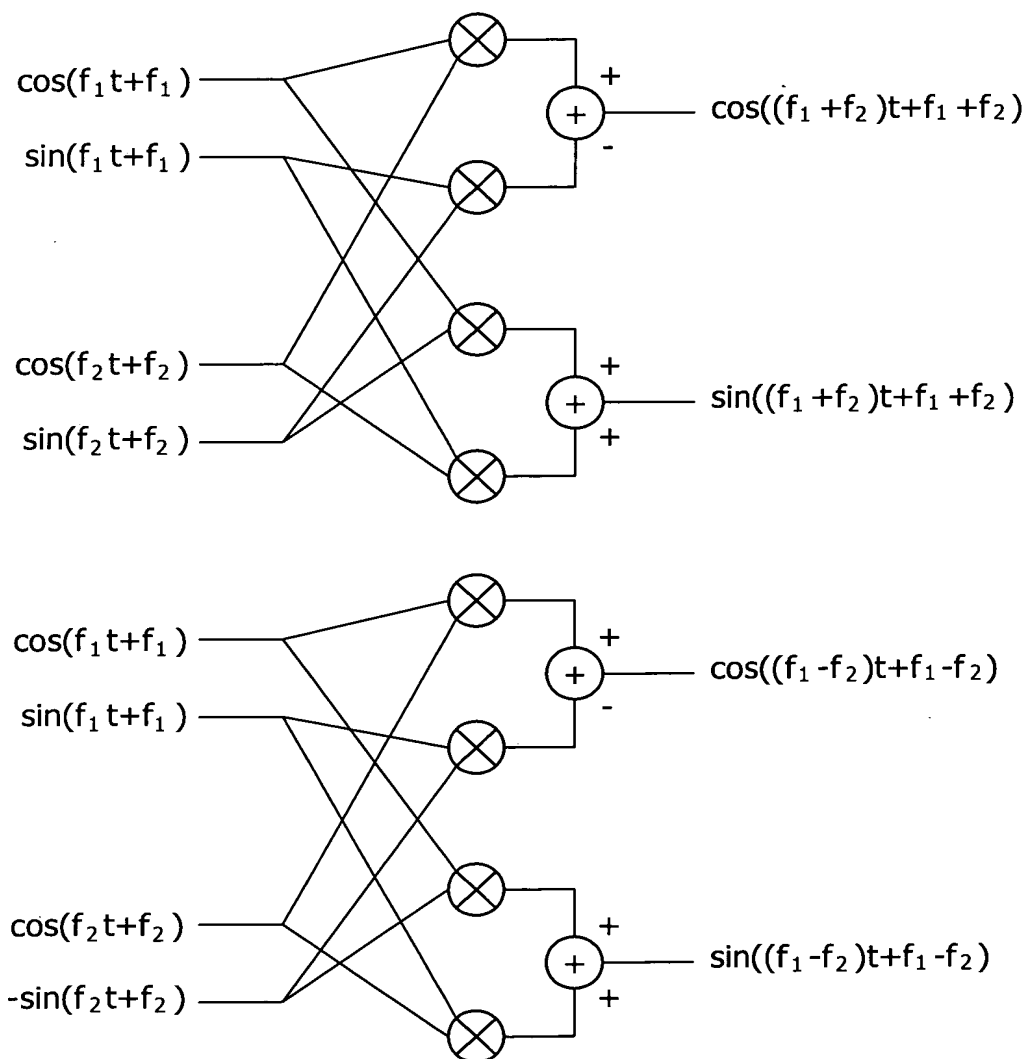 cos(f₁t+f₁)
sin(f₁t+f₁)
cos(f₂t+f₂)
sin(f₂t+f₂)
+
+
-
cos((f₁+f₂)t+f₁+f₂)
+
+
+
sin((f₁+f₂)t+f₁+f₂)
cos(f₁t+f₁)
sin(f₁t+f₁)
cos(f₂t+f₂)
-sin(f₂t+f₂)
+
+
-
cos((f₁-f₂)t+f₁-f₂)
+
+
+
sin((f₁-f₂)t+f₁-f₂)